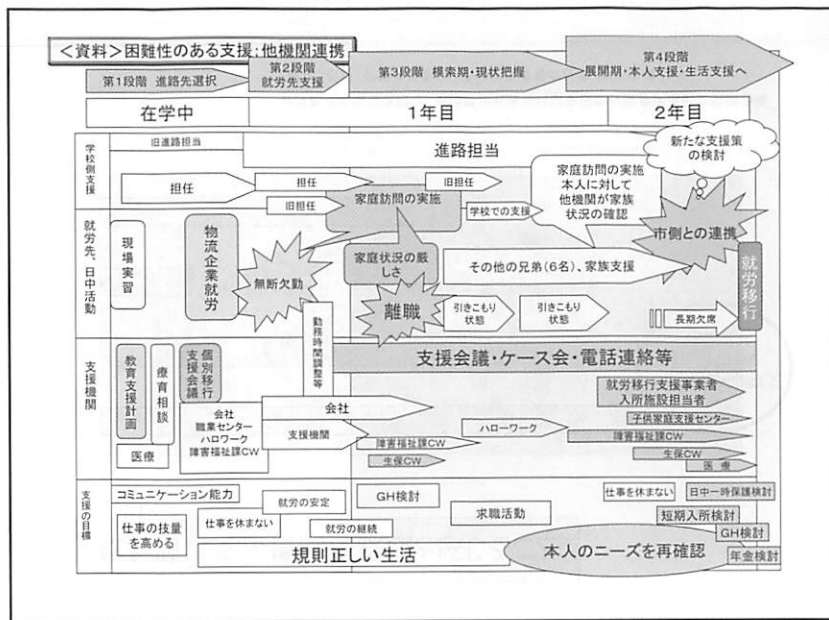 ＜資料＞困難性のある支援：他機関連携
第1段階 進路先選択
第2段階
就労先支援
第3段階 模索期・現状把握
第4段階
展開期・本人支援・生活支援へ
在学中
1年目
2年目
学校側支援
旧進路担当
進路担当
新たな支援策
の検討
担任
担任
旧担任
旧担任
家庭訪問の実施
学校での支援
家庭訪問の実施
本人に対して
他機関が家族
状況の確認
市側との連携
就労先、日中活動
現場実習
物流企業就労
無断欠勤
家庭状況の厳
しさ
その他の兄弟(6名)、家族支援
離職
引きこもり
状態
引きこもり
状態
長期欠席
就労移行
勤務時間調整等
支援機関
教育支援計画
療育相談
個別移行
支援会議
支援会議・ケース会・電話連絡等
医療
会社
職業センター
ハロワーク
障害福祉課CW
会社
支援機関
障害福祉課CW
生保CW
ハローワーク
就労移行支援事業者
入所施設担当者
子供家庭支援センター
障害福祉課CW
生保CW
医療
支援の目標
コミュニケーション能力
仕事の技量
を高める
仕事を休まない
就労の安定
就労の継続
規則正しい生活
GH検討
求職活動
仕事を休まない
日中一時保護検討
短期入所検討
GH検討
年金検討
本人のニーズを再確認